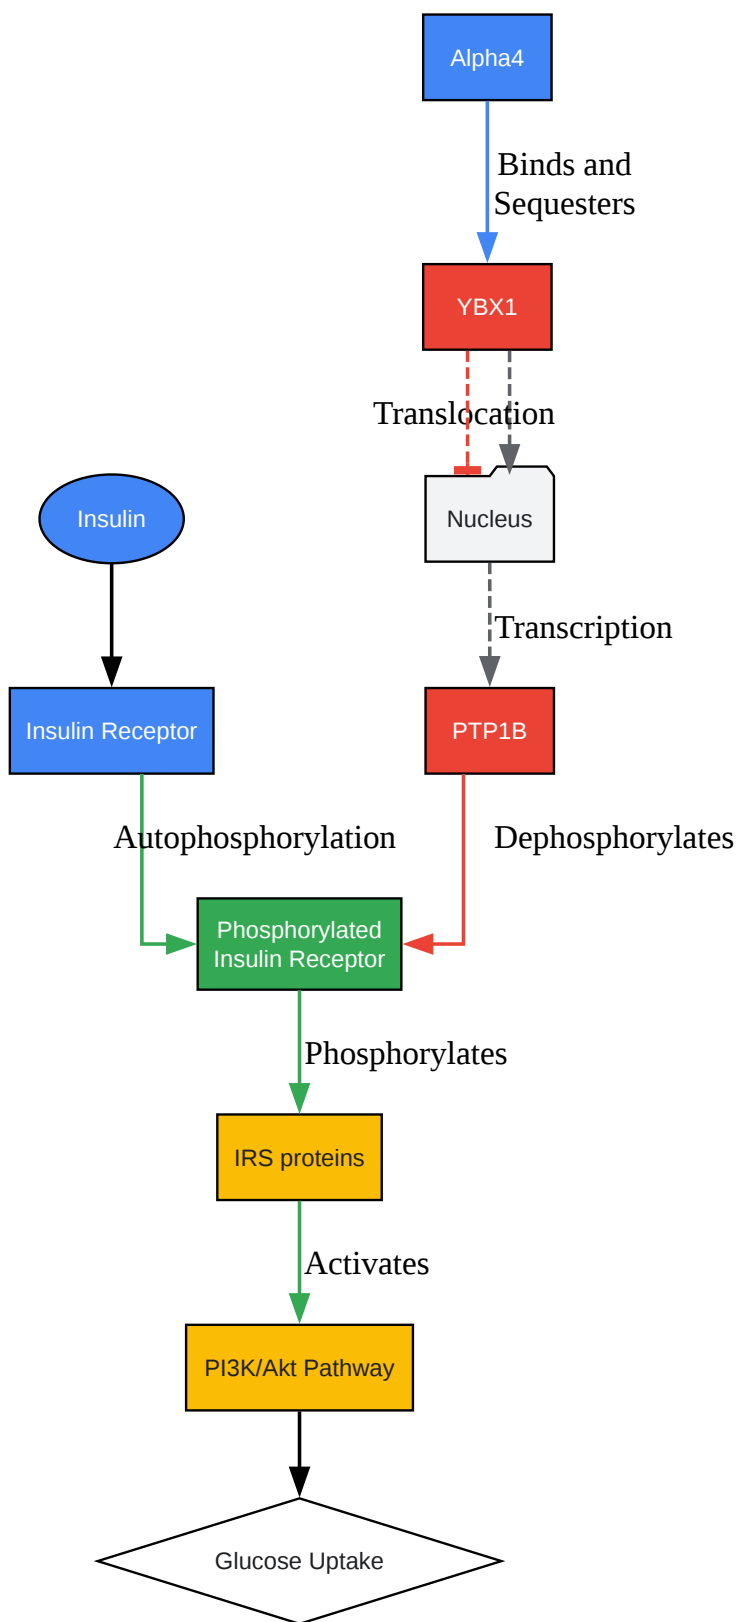 Alpha4
Binds and
Sequesters
YBX1
Translocation
Insulin
Nucleus
Transcription
Insulin Receptor
PTP1B
Autophosphorylation
Dephosphorylates
Phosphorylated
Insulin Receptor
Phosphorylates
IRS proteins
Activates
PI3K/Akt Pathway
Glucose Uptake